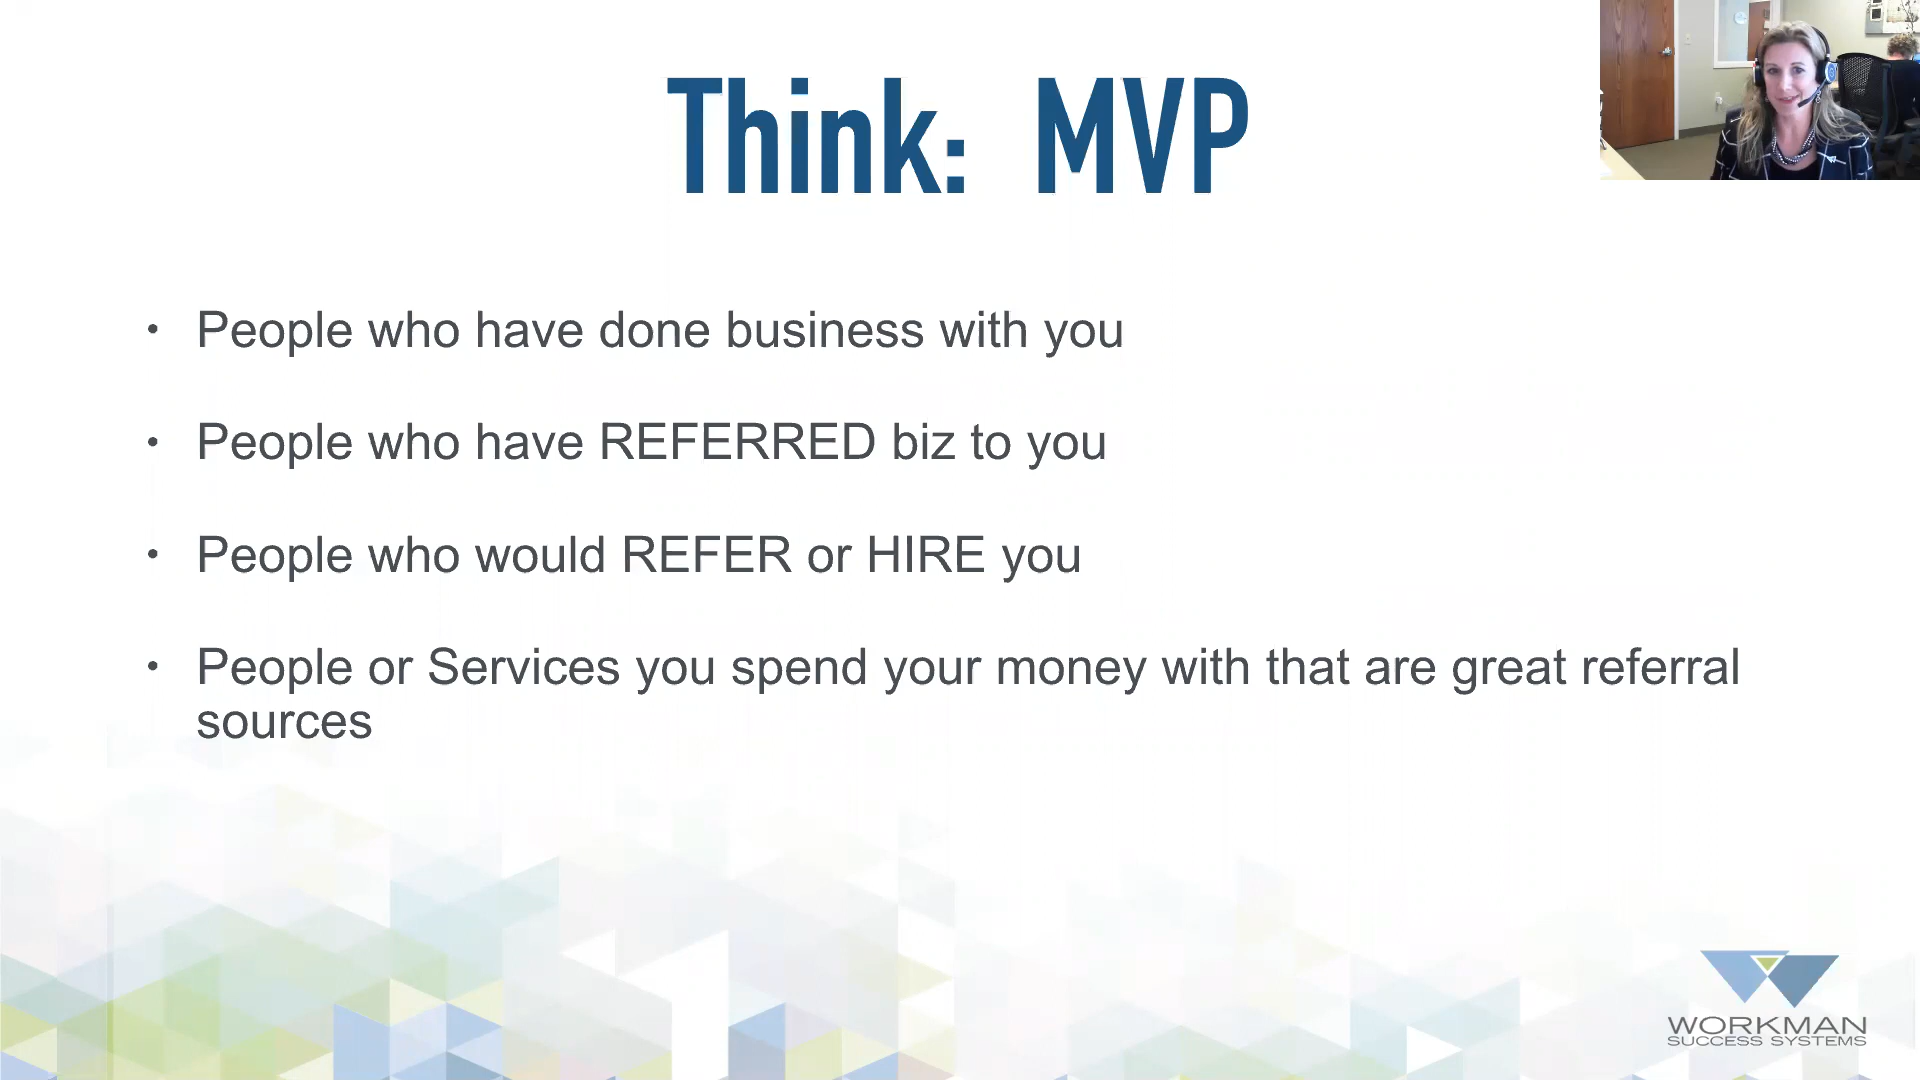 Think: MVP
• People who have done business with you
• People who have REFERRED biz to you
• People who would REFER or HIRE you
• People or Services you spend your money with that are great referral
sources
WORKMAN
SUCCESS SYSTEMS